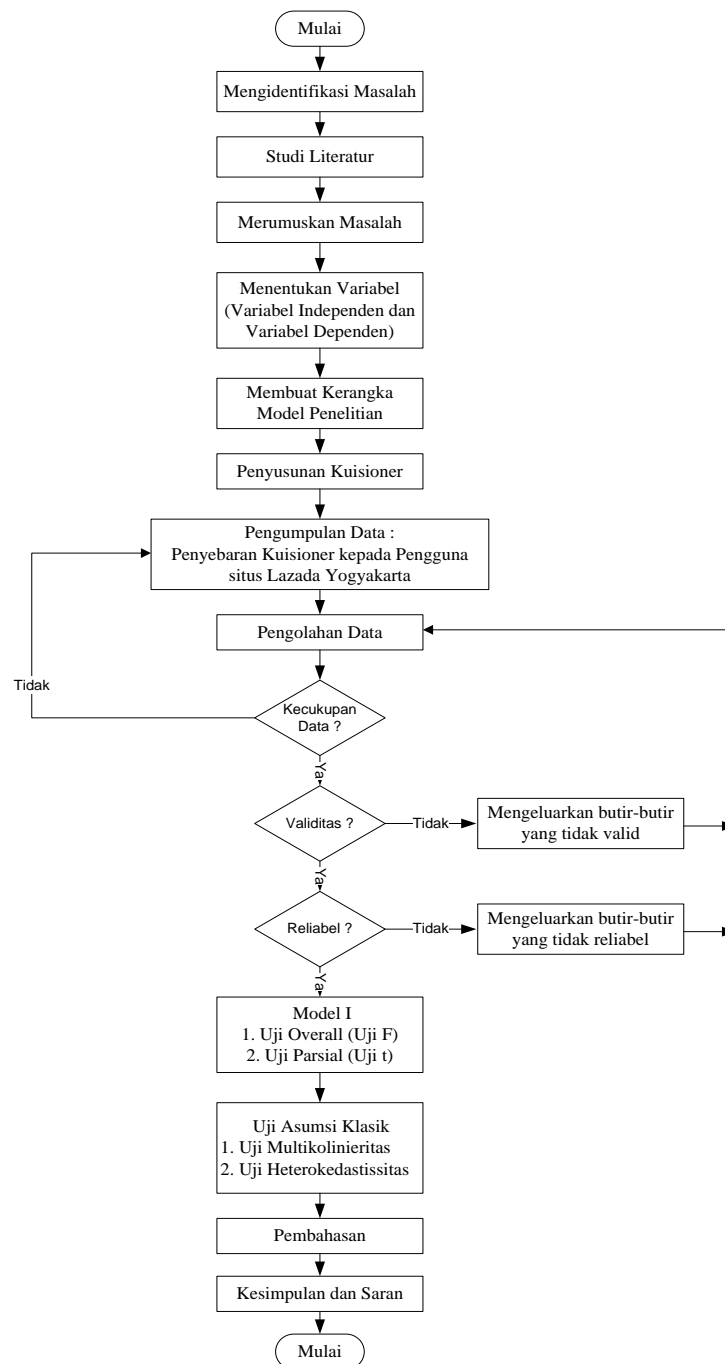 Mulai
Mengidentifikasi Masalah
Studi Literatur
Merumuskan Masalah
Menentukan Variabel
(Variabel Independen dan
Variabel Dependen)
Membuat Kerangka
Model Penelitian
Penyusunan Kuisioner
Pengumpulan Data :
Penyebaran Kuisioner kepada Pengguna
situs Lazada Yogyakarta
Pengolahan Data
Tidak
Kecukupan
Data ?
Ya
Validitas ?
Tidak
Mengeluarkan butir-butir
yang tidak valid
Ya
Reliabel ?
Tidak
Mengeluarkan butir-butir
yang tidak reliabel
Ya
Model I
1. Uji Overall (Uji F)
2. Uji Parsial (Uji t)
Uji Asumsi Klasik
1. Uji Multikolinieritas
2. Uji Heterokedastissitas
Pembahasan
Kesimpulan dan Saran
Mulai